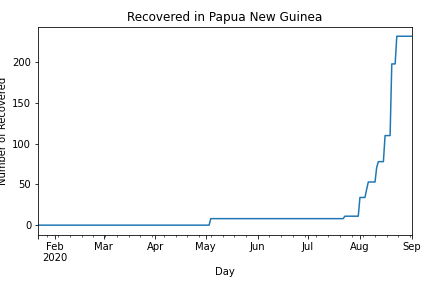 Recovered in Papua New Guinea
Number of Recovered
200
150
100
50
0
Feb
2020
Mar
Apr
May
Jun
Jul
Aug
Sep
Day